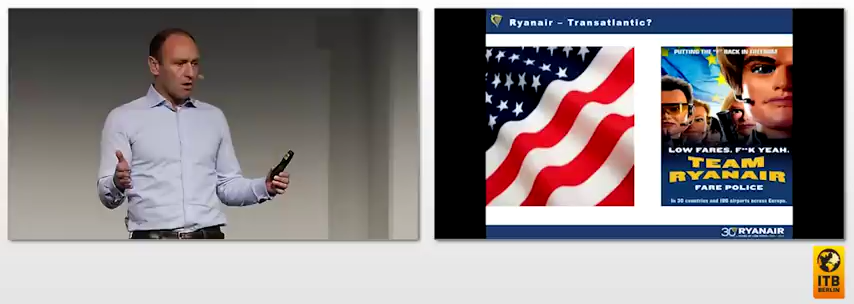 Ryanair – Transatlantic?
PUTTING THE "F" BACK IN FREEDOM
LOW FARES. F**K YEAH.
TEAM
RYANAIR
FARE POLICE
In 30 countries and 186 airports across Europe.
30 RYANAIR
ITB
BERLIN